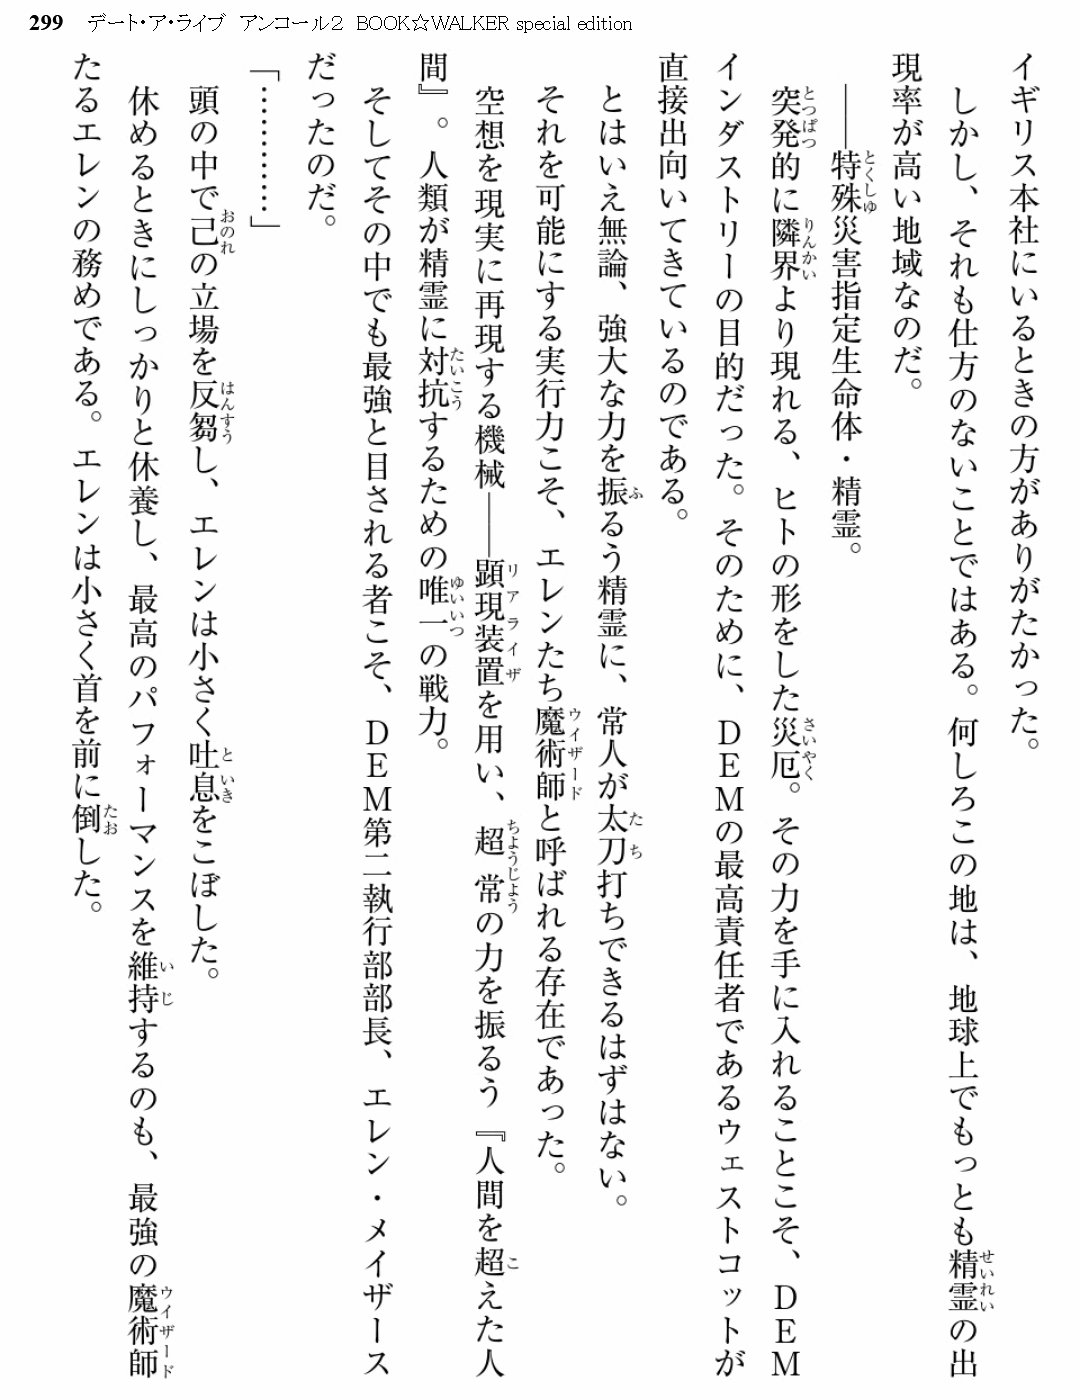 299 デート・ア・ライブ アンコール2 BOOK☆WALKER special edition
イギリス本社にいるときの方がありがたかった。
しかし、それも仕方のないことではある。何しろこの地は、地球上でもっとも精霊の出
現率が高い地域なのだ。
――特殊災害指定生命体・精霊。
突発的に隣界より現れる、ヒトの形をした災厄。その力を手に入れることこそ、DEM
インダストリーの目的だった。そのために、DEMの最高責任者であるウェストコットが
直接出向いてきているのである。
とはいえ無論、強大な力を振るう精霊に、常人が太刀打ちできるはずはない。
それを可能にする実行力こそ、エレンたち魔術師と呼ばれる存在であった。
空想を現実に再現する機械――顕現装置を用い、超常の力を振るう『人間を超えた人
間』。人類が精霊に対抗するための唯一の戦力。
そしてその中でも最強と目される者こそ、DEM第二執行部部長、エレン・メイザース
だったのだ。
「…………」
頭の中で己の立場を反芻し、エレンは小さく吐息をこぼした。
休めるときにしっかりと休養し、最高のパフォーマンスを維持するのも、最強の魔術師
たるエレンの務めである。エレンは小さく首を前に倒した。